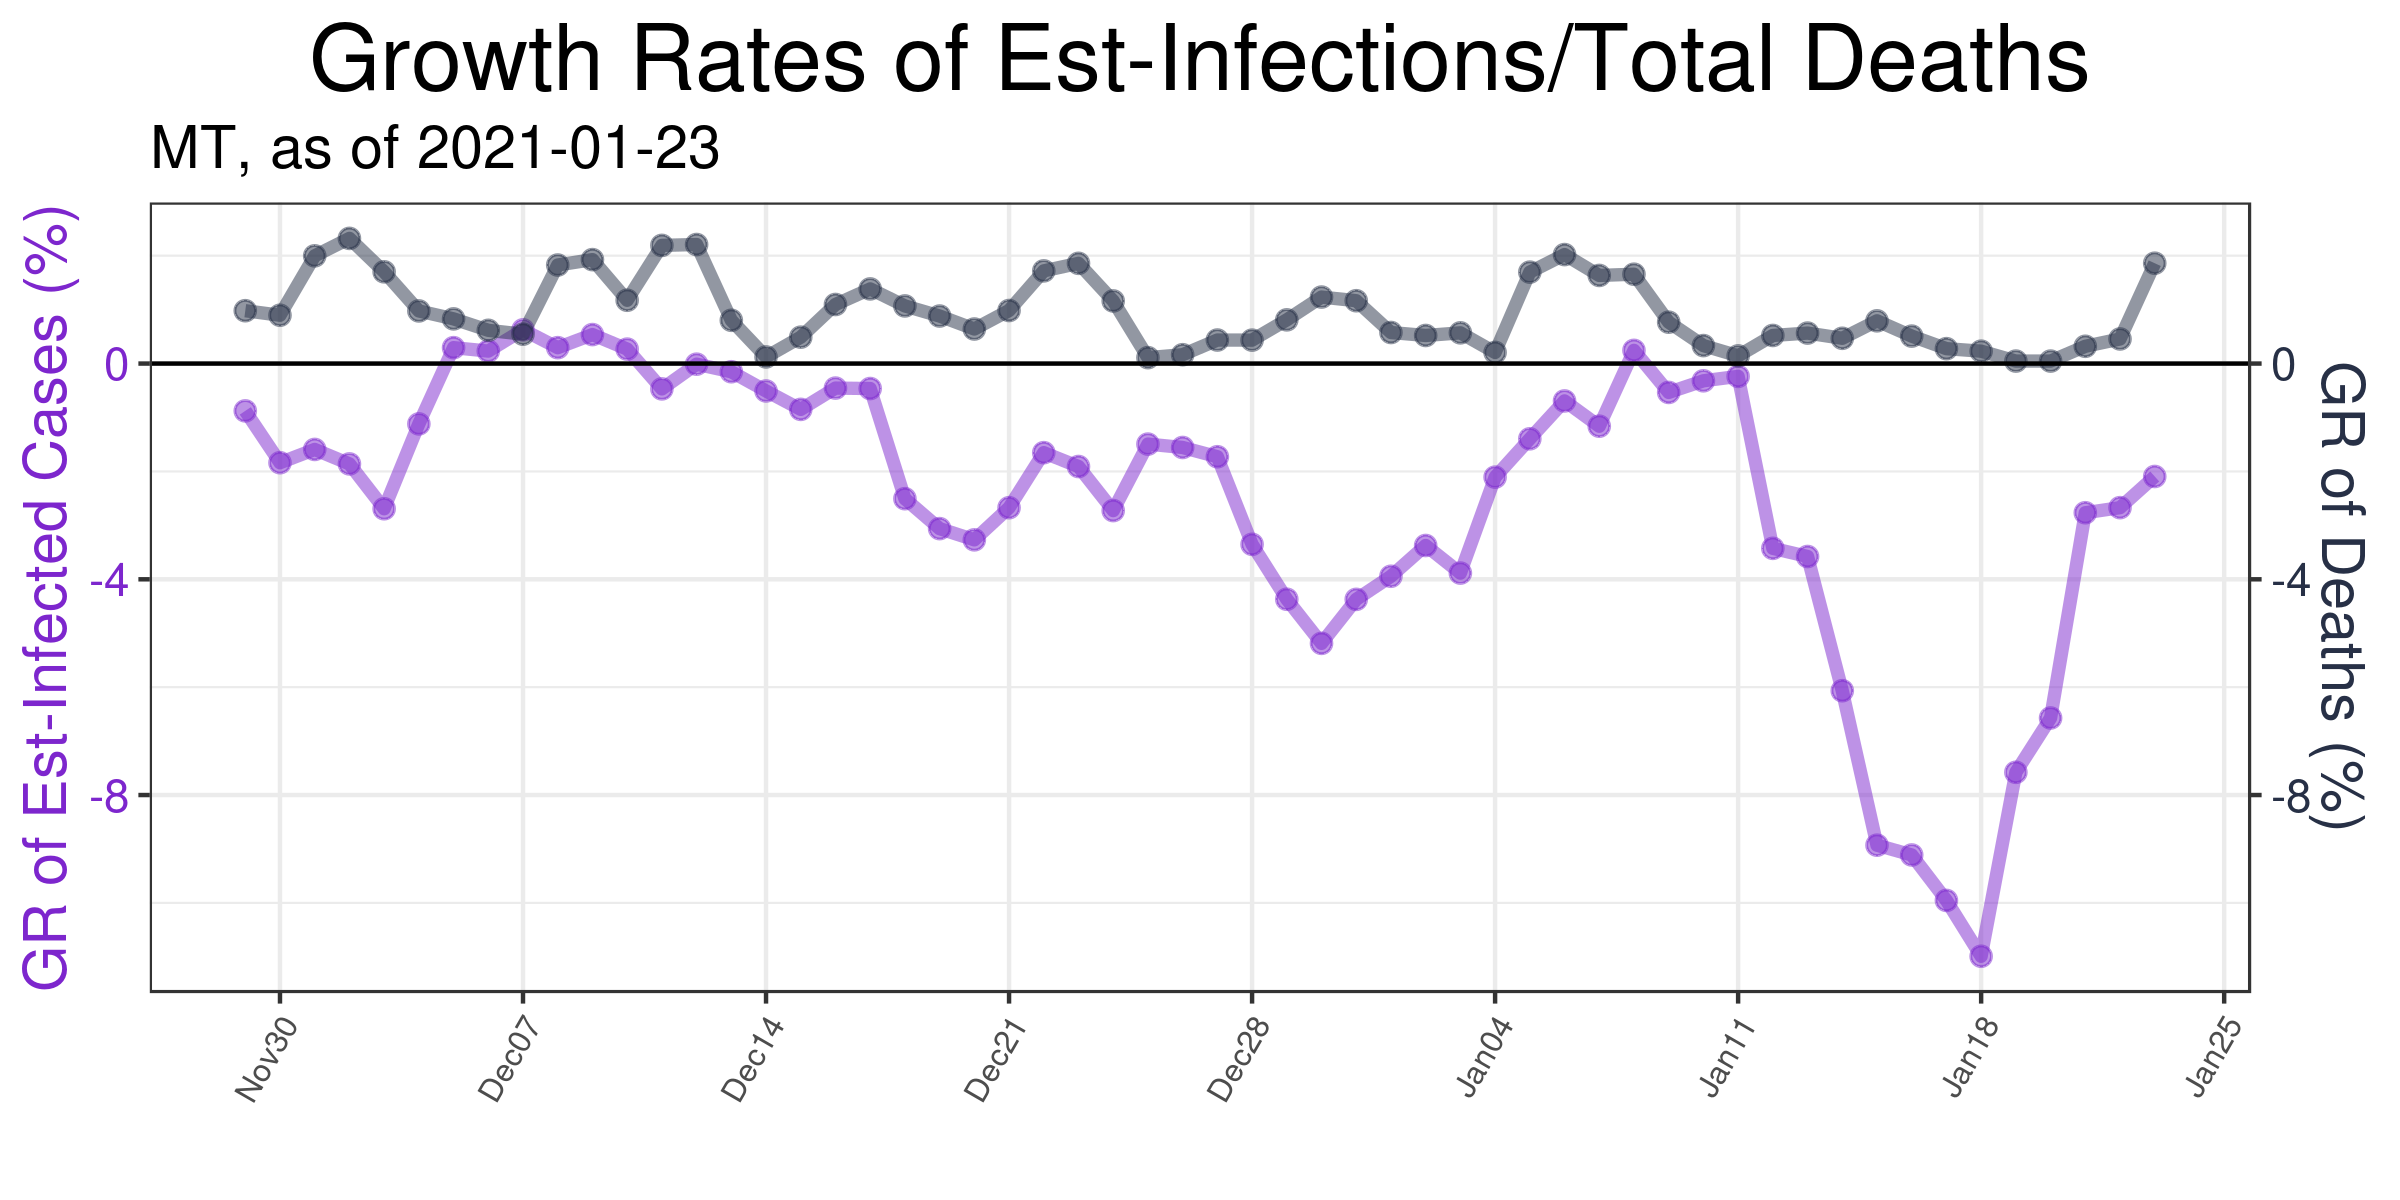 Growth Rates of Est-Infections/Total Deaths
MT, as of 2021-01-23
GR of Est-Infected Cases (%)
0
-4
-8
0
-4
-8
GR of Deaths (%)
Nov30
Dec07
Dec14
Dec21
Dec28
Jan04
Jan11
Jan18
Jan25